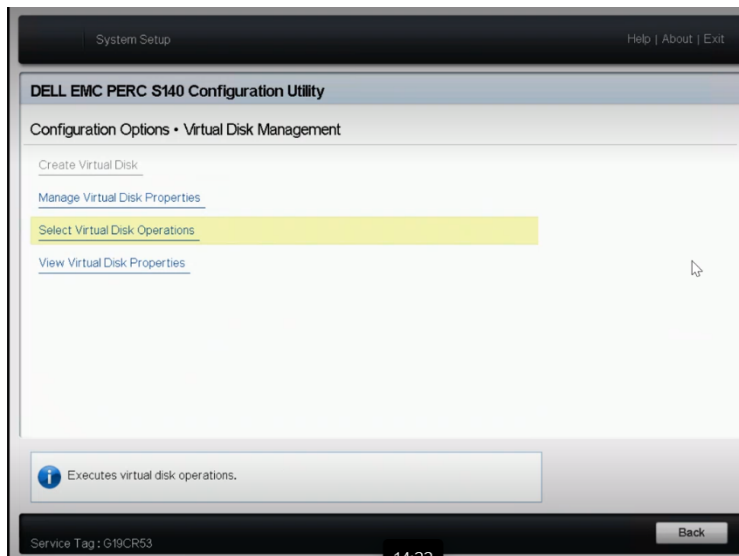 System Setup
Help | About | Exit
DELL EMC PERC S140 Configuration Utility
Configuration Options • Virtual Disk Management
Create Virtual Disk
Manage Virtual Disk Properties
Select Virtual Disk Operations
View Virtual Disk Properties
Executes virtual disk operations.
Back
Service Tag : G19CR53